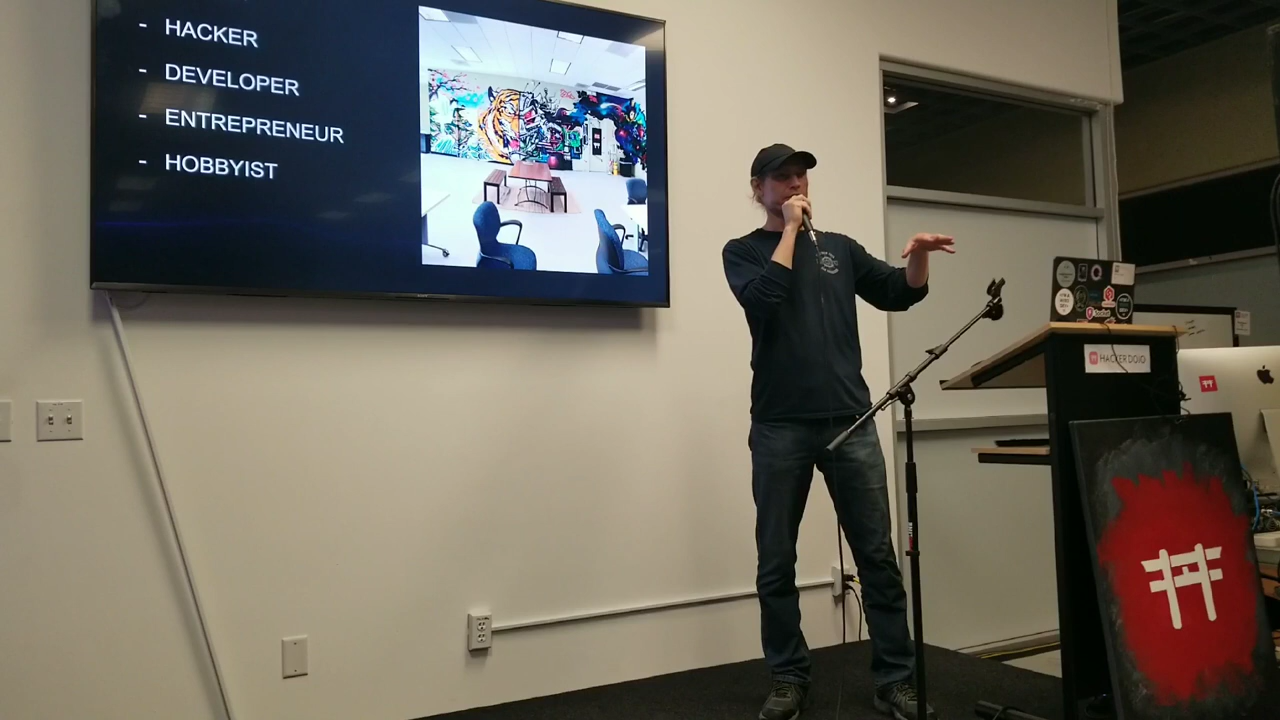 - HACKER
- DEVELOPER
- ENTREPRENEUR
- HOBBYIST
HACKER DOJO